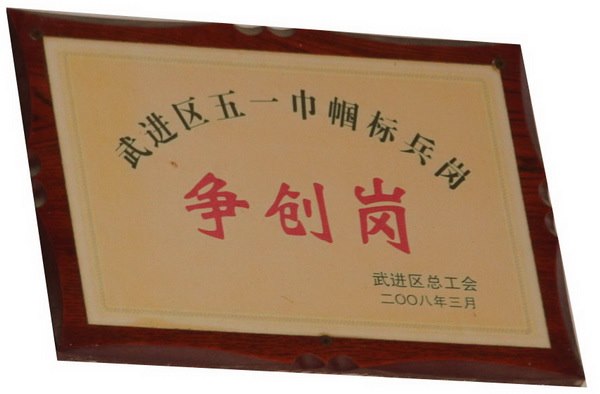 武进区五一巾帼标兵岗
争创岗
武进区总工会
二〇〇八年三月